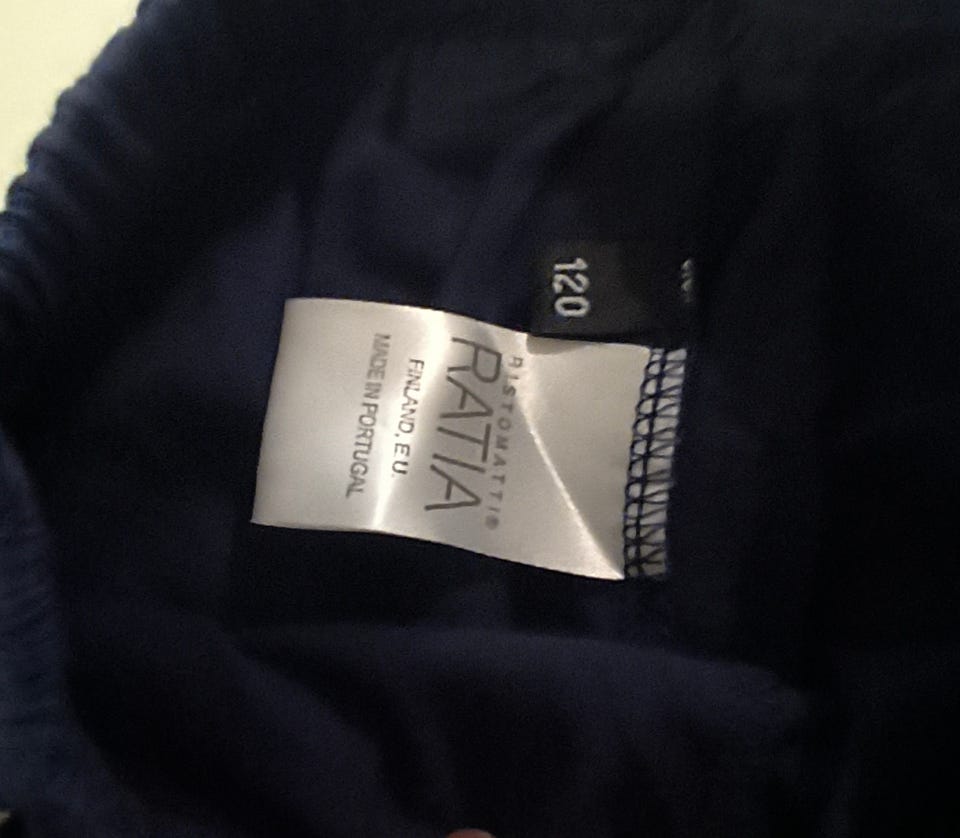 120
RISTOMATTI®
RATIA
FINLAND, E.U.
MADE IN PORTUGAL